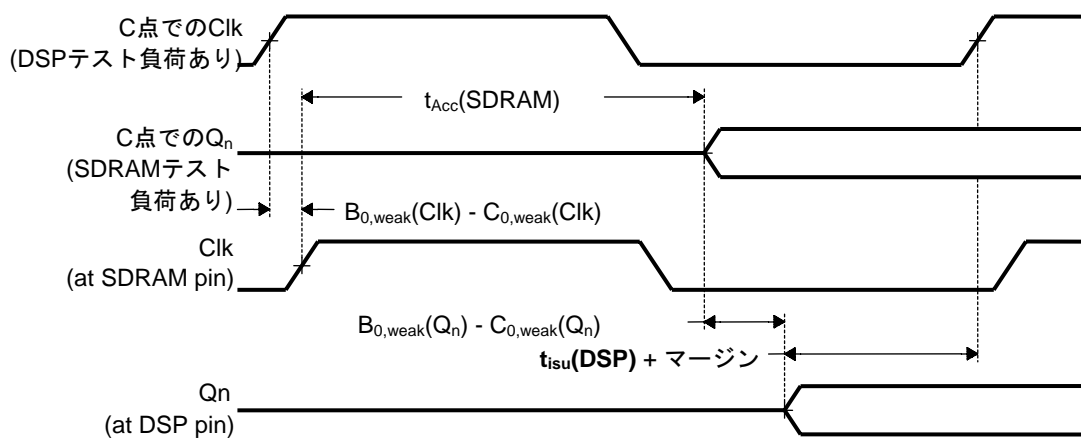 C点でのClk
(DSPテスト負荷あり)
tAcc(SDRAM)
C点でのQn
(SDRAMテスト
負荷あり)
B0,weak(Clk) - C0,weak(Clk)
Clk
(at SDRAM pin)
B0,weak(Qn) - C0,weak(Qn)
tisu(DSP) + マージン
Qn
(at DSP pin)